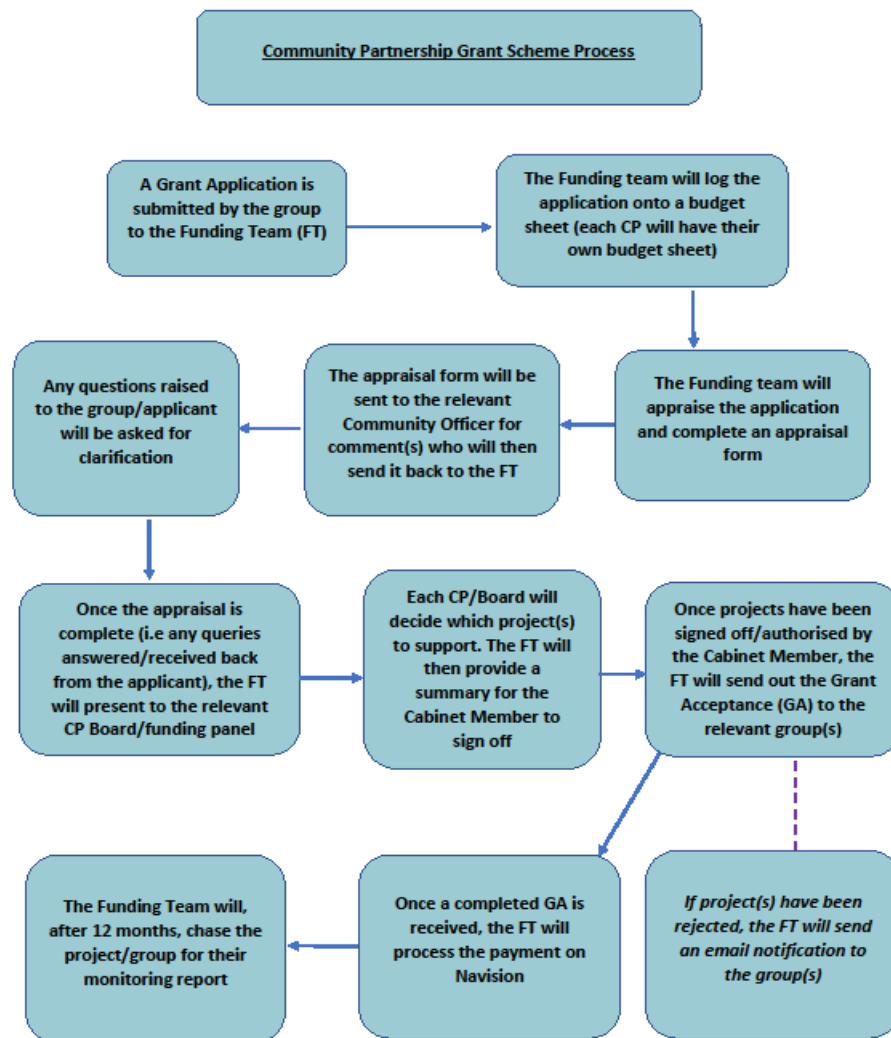 Community Partnership Grant Scheme Process
A Grant Application is
submitted by the group
to the Funding Team (FT)
The Funding team will log the
application onto a budget
sheet (each CP will have their
own budget sheet)
The Funding team will
appraise the application
and complete an appraisal
form
The appraisal form will be
sent to the relevant
Community Officer for
comment(s) who will then
send it back to the FT
Any questions raised
to the group/applicant
will be asked for
clarification
Once the appraisal is
complete (i.e any queries
answered/received back
from the applicant), the FT
will present to the relevant
CP Board/funding panel
Each CP/Board will
decide which project(s)
to support. The FT will
then provide a
summary for the
Cabinet Member to
sign off
Once projects have been
signed off/authorised by
the Cabinet Member, the
FT will send out the Grant
Acceptance (GA) to the
relevant group(s)
If project(s) have been
rejected, the FT will send
an email notification to
the group(s)
Once a completed GA is
received, the FT will
process the payment on
Navision
The Funding Team will,
after 12 months, chase the
project/group for their
monitoring report